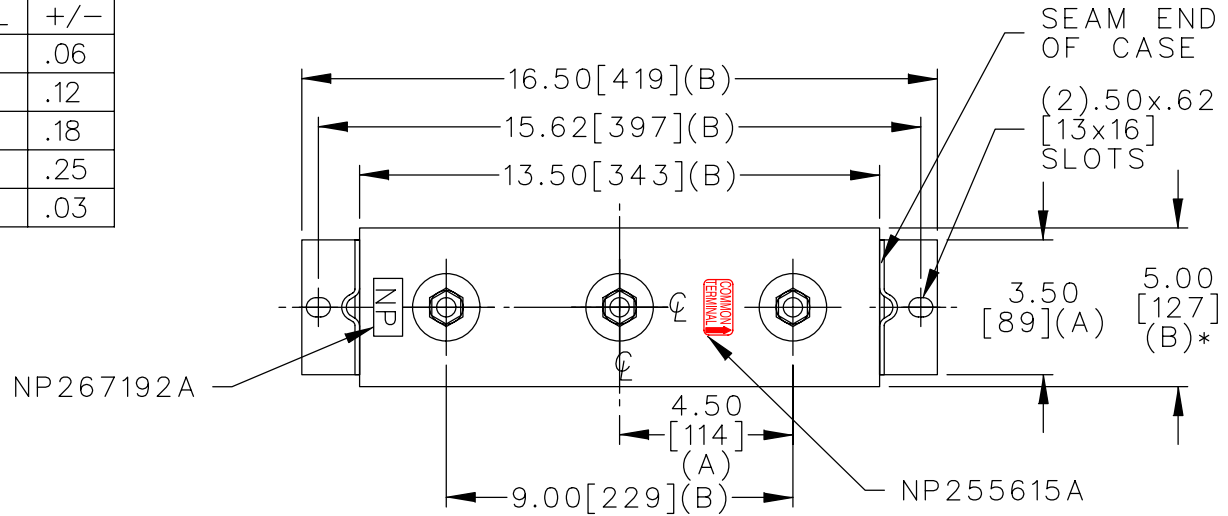 +/−
.06
.12
.18
.25
.03
SEAM END
OF CASE
16.50[419](B)
(2).50x.62
[13x16]
SLOTS
15.62[397](B)
13.50[343](B)
NP
COMMON
TERMINAL
℄
℄
3.50
[89](A)
5.00
[127]
(B)*
NP267192A
4.50
[114]
(A)
9.00[229](B)
NP255615A